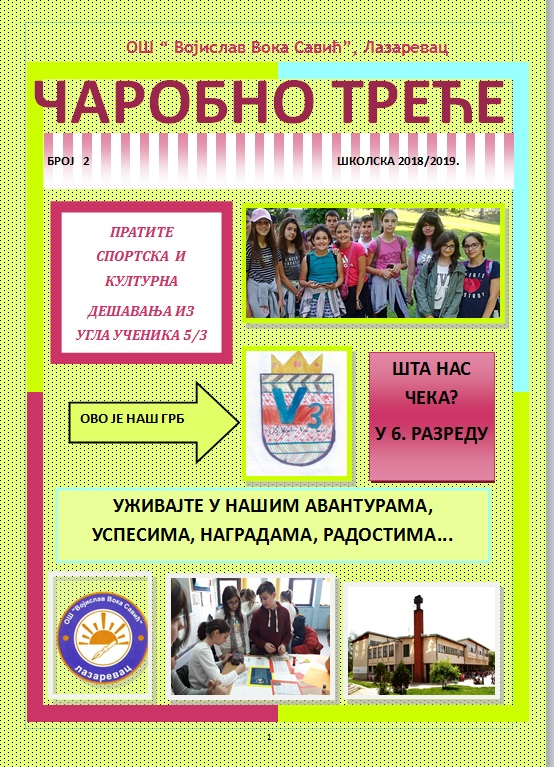 ОШ “ Војислав Вока Савић”, Лазаревац
ЧАРОБНО ТРЕЋЕ
БРОЈ 2
ШКОЛСКА 2018/2019.
ПРАТИТЕ
СПОРТСКА И
КУЛТУРНА
ДЕШАВАЊА ИЗ
УГЛА УЧЕНИКА 5/3
ОВО ЈЕ НАШ ГРБ
V3
ШТА НАС
ЧЕКА?
У 6. РАЗРЕДУ
УЖИВАЈТЕ У НАШИМ АВАНТУРАМА,
УСПЕСИМА, НАГРАДАМА, РАДОСТИМА...
ОШ "Војислав Вока Савић"
лазаревац
1